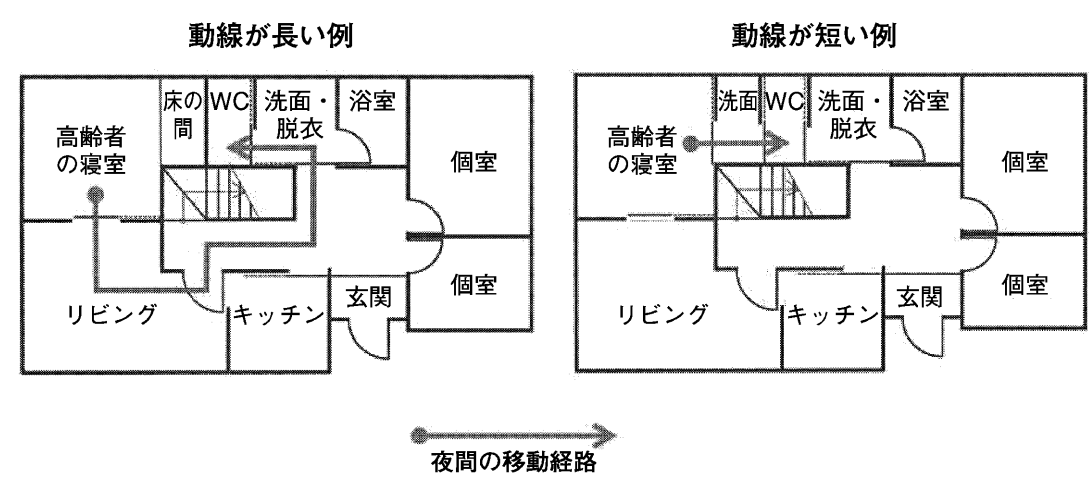 動線が長い例
床の
間
WC
洗面・
脱衣
浴室
高齢者
の寝室
個室
個室
リビング
キッチン
玄関
動線が短い例
洗面
WC
洗面・
脱衣
浴室
高齢者
の寝室
個室
個室
リビング
キッチン
玄関
夜間の移動経路